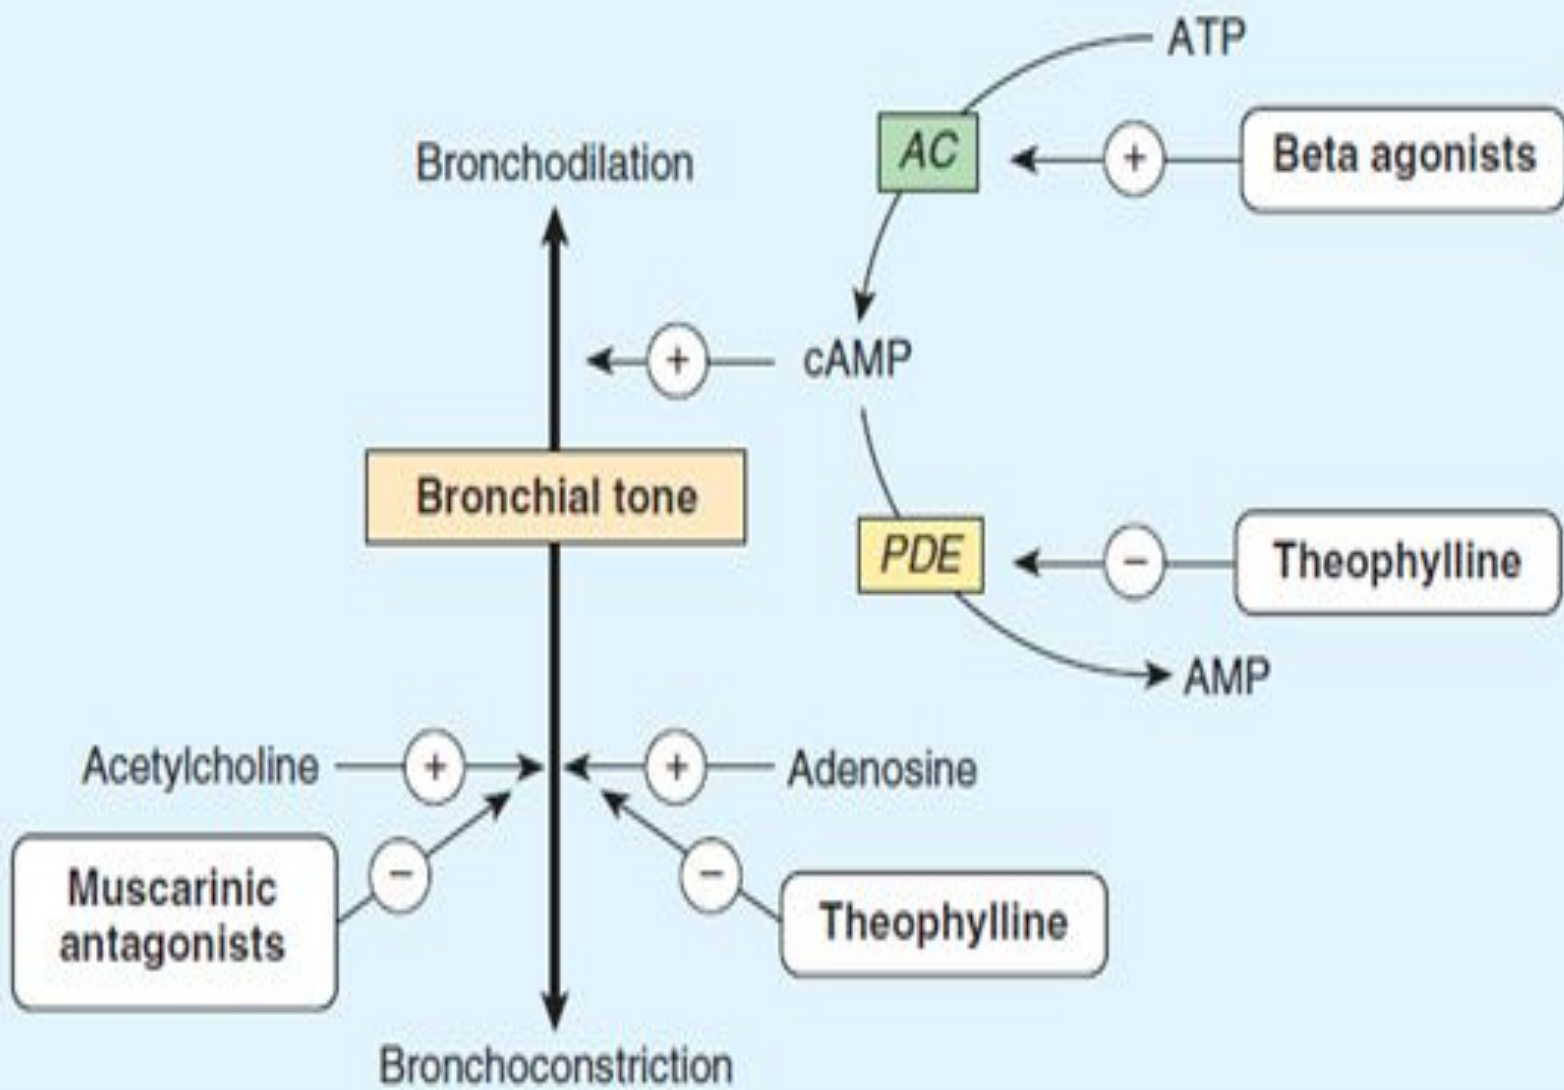 ATP
AC
+
Beta agonists
Bronchodilation
+
cAMP
Bronchial tone
PDE
−
Theophylline
AMP
Acetylcholine
+
+
Adenosine
Muscarinic
antagonists
−
−
Theophylline
Bronchoconstriction